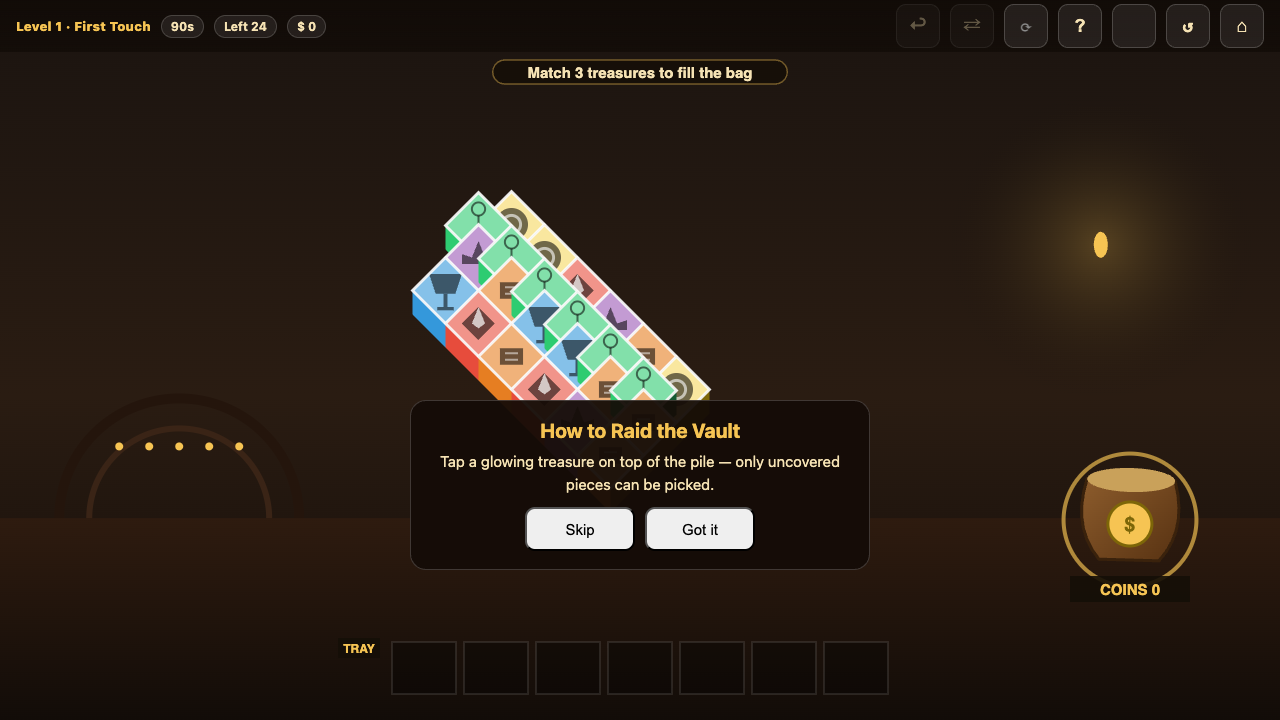 Level 1 · First Touch
90s
Left 24
$ 0
?
Match 3 treasures to fill the bag
How to Raid the Vault
Tap a glowing treasure on top of the pile — only uncovered
pieces can be picked.
Skip
Got it
$
COINS 0
TRAY